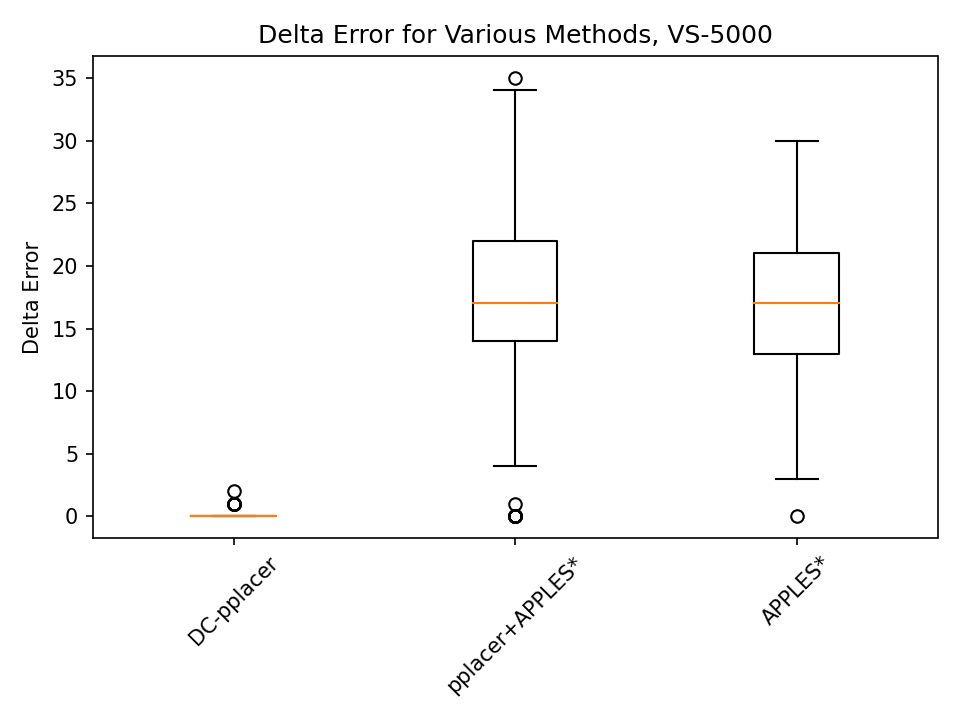 Delta Error for Various Methods, VS-5000
Delta Error
35
30
25
20
15
10
5
0
DC-pplacer
pplacer+APPLES*
APPLES*